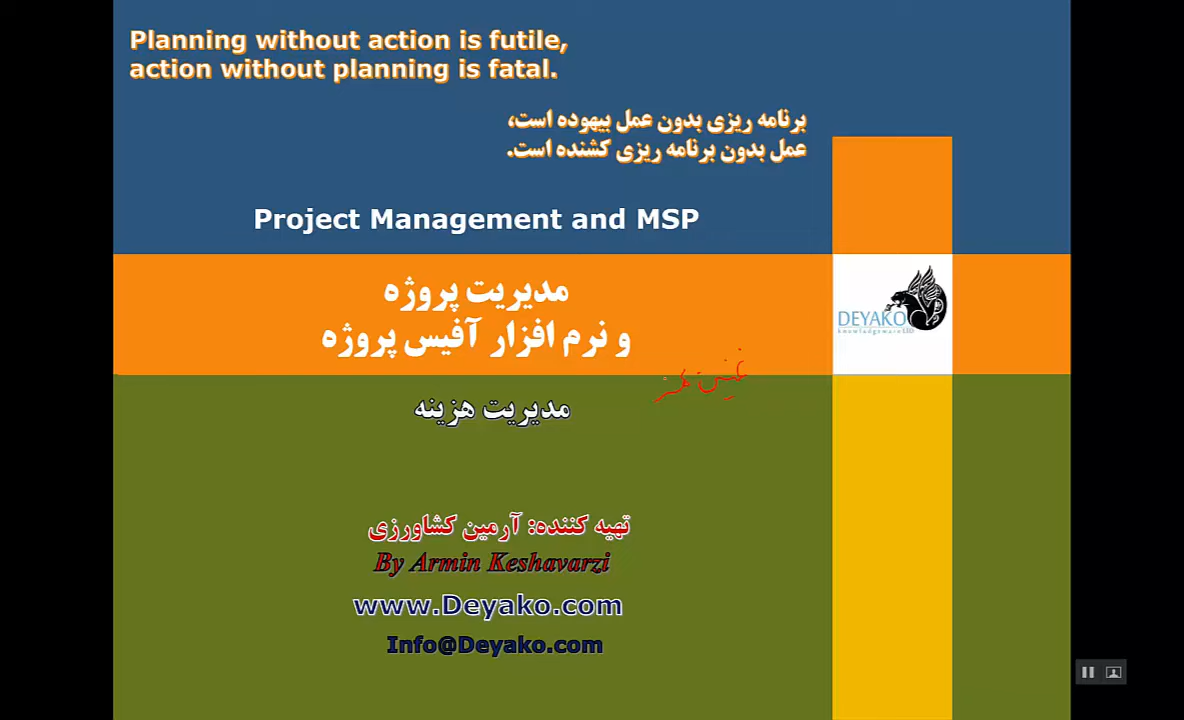 Planning without action is futile,
action without planning is fatal.
برنامه ریزی بدون عمل بیهوده است،
عمل بدون برنامه ریزی کشنده است.
Project Management and MSP
مدیریت پروژه
و نرم افزار آفیس پروژه
DEYAKO
مدیریت هزینه
تهیه کننده: آرمین کشاورزی
By Armin Keshavarzi
www.Deyako.com
Info@Deyako.com